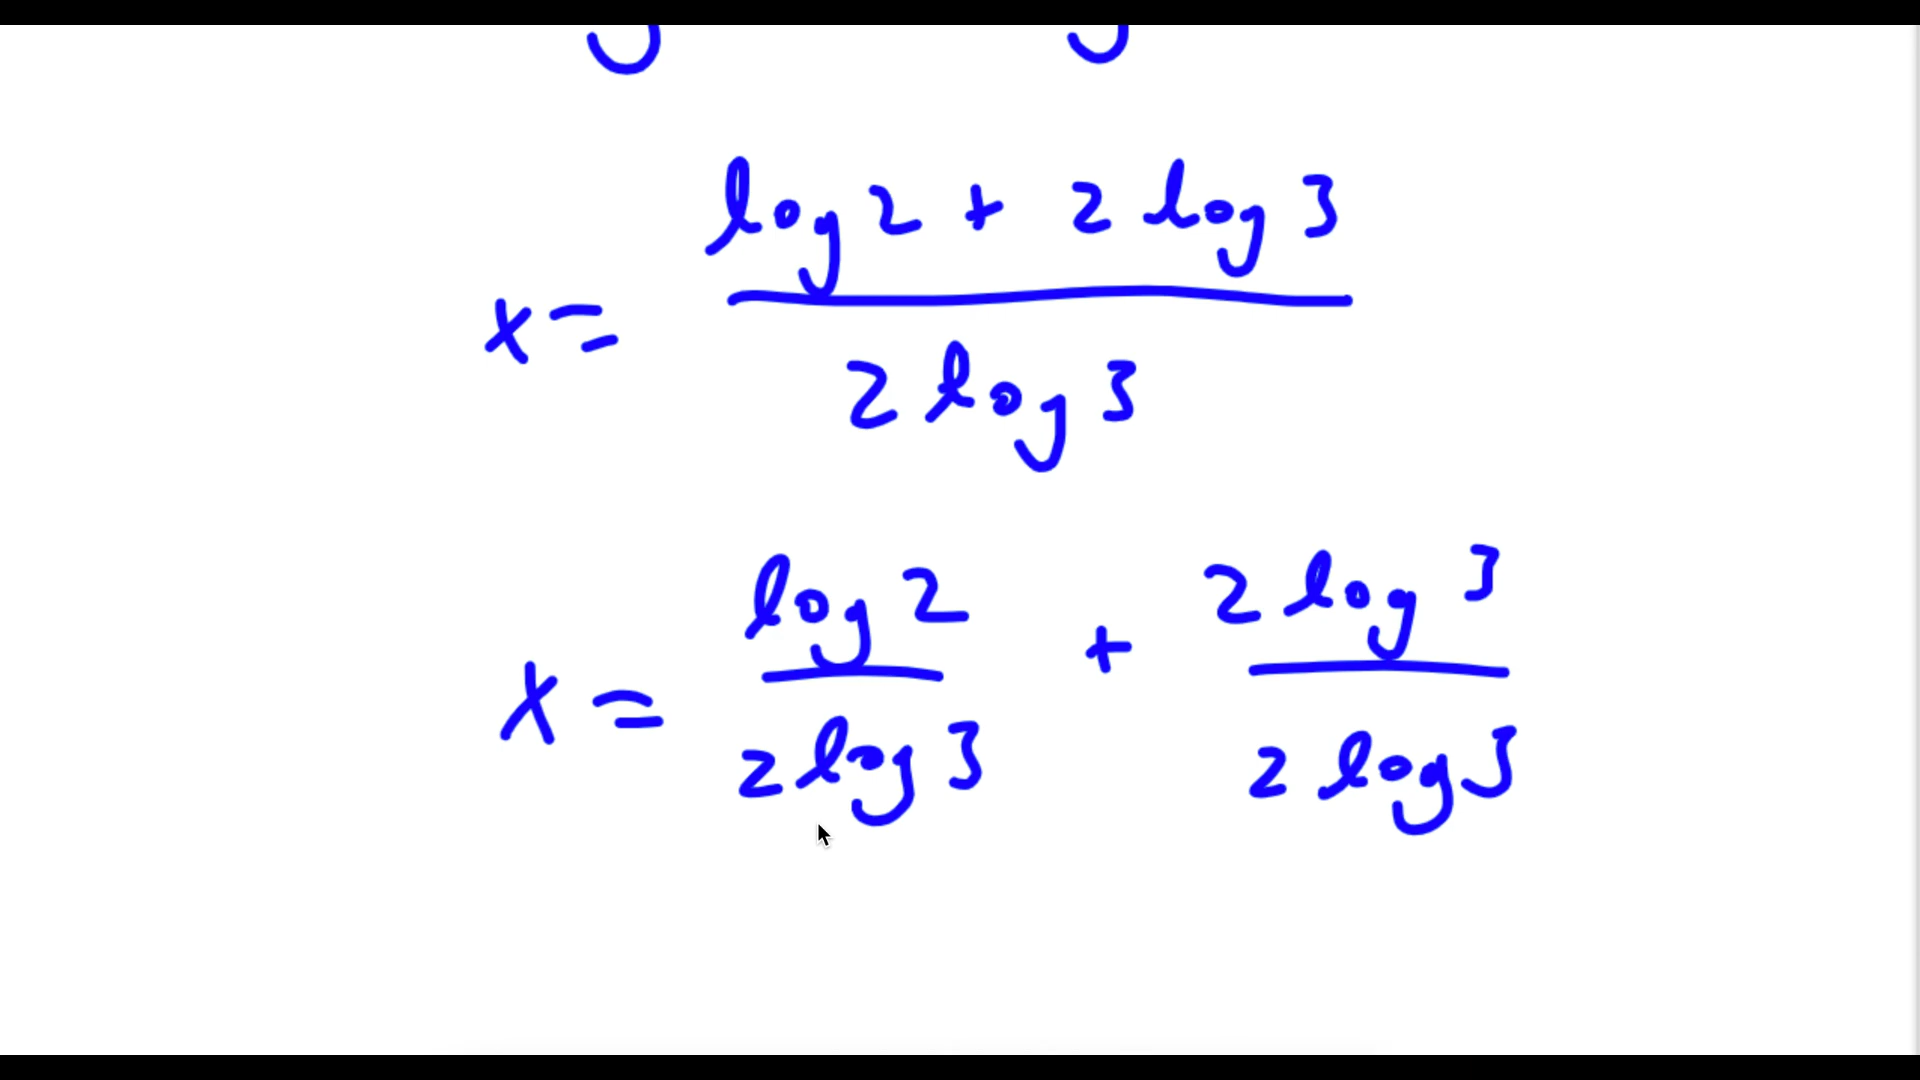 x = (log 2 + 2 log 3) / (2 log 3)
x = (log 2) / (2 log 3) + (2 log 3) / (2 log 3)